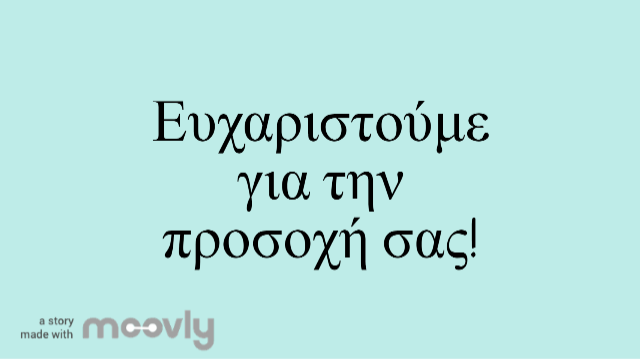 Ευχαριστούμε
για την
προσοχή σας!
a story
made with moovly